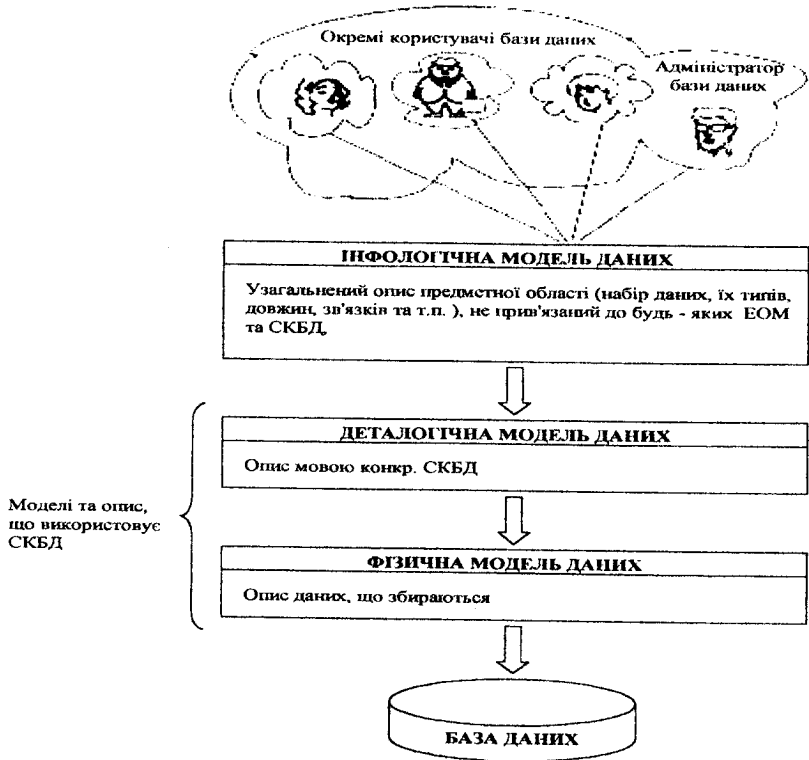 Окремі користувачі бази даних
Адміністратор
бази даних
ІНФОЛОГІЧНА МОДЕЛЬ ДАНИХ
Узагальнений опис предметної області (набір даних, їх типів,
довжин, зв'язків та т.п. ), не прив'язаний до будь - яких ЕОМ
та СКБД,
ДЕТАЛОГІЧНА МОДЕЛЬ ДАНИХ
Опис мовою конкр. СКБД
Моделі та опис,
що використовує
СКБД
ФІЗИЧНА МОДЕЛЬ ДАНИХ
Опис даних, що збираються
БАЗА ДАНИХ